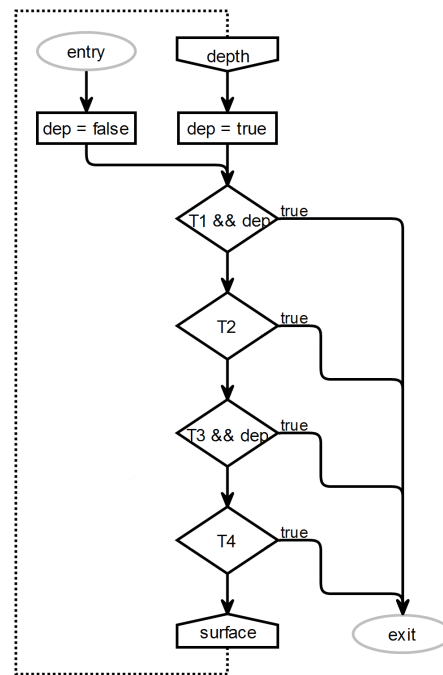 entry
depth
dep = false
dep = true
T1 && dep
true
T2
true
T3 && dep
true
T4
true
surface
exit